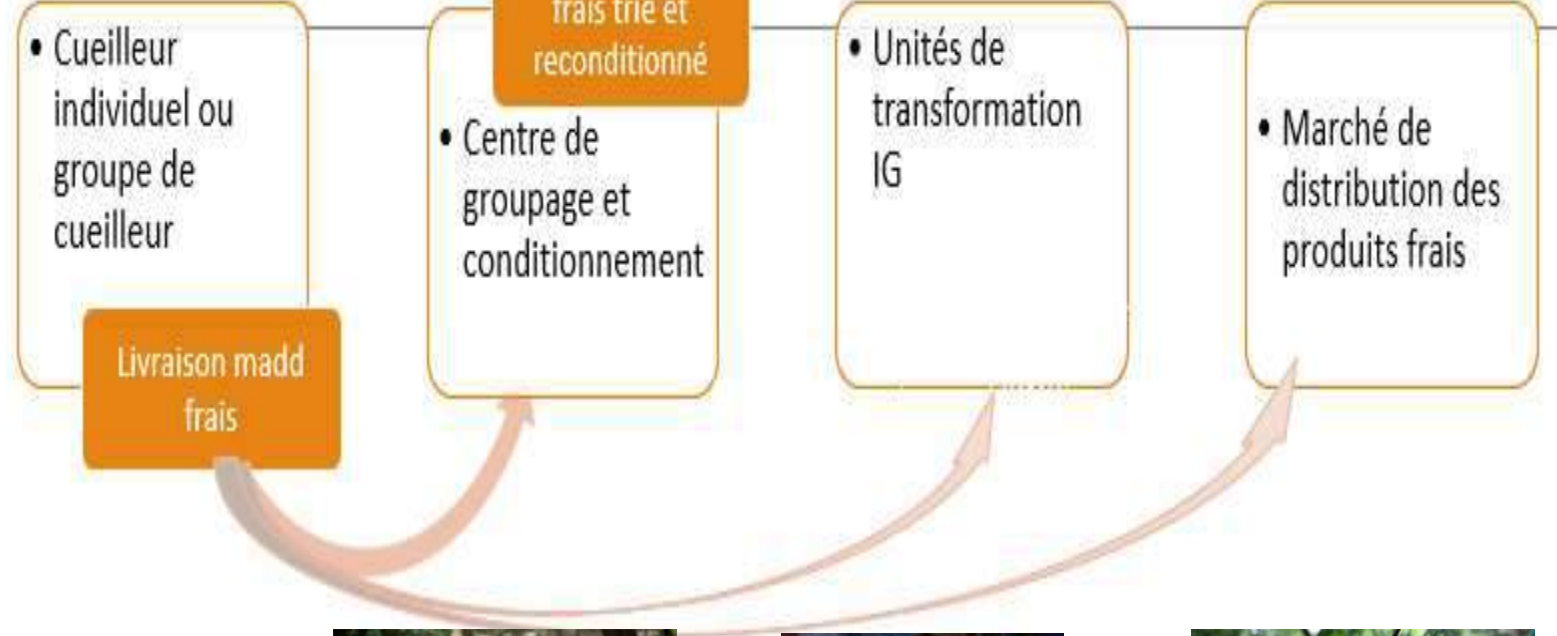 • Cueilleur
individuel ou
groupe de
cueilleur
Livraison madd
frais
frais trié et
reconditionné
• Centre de
groupage et
conditionnement
• Unités de
transformation
IG
• Marché de
distribution des
produits frais